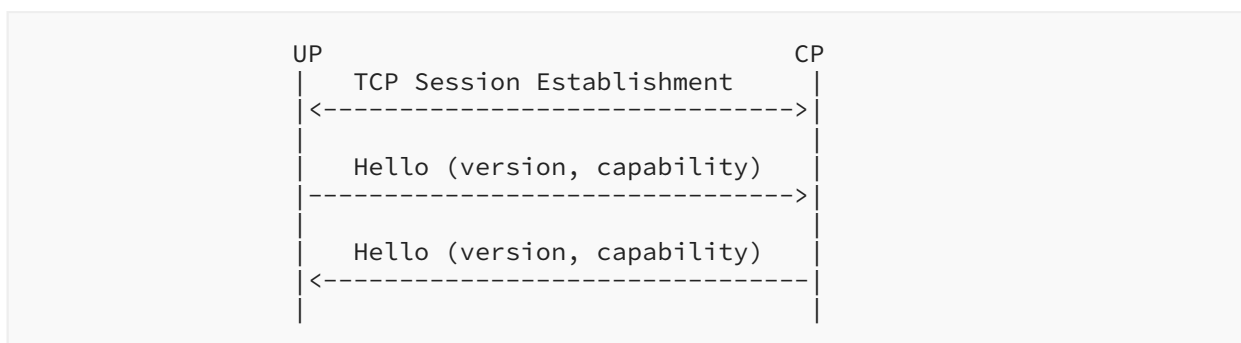 UP CP
TCP Session Establishment
Hello (version, capability)
Hello (version, capability)